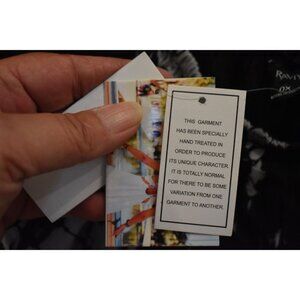 THIS GARMENT
HAS BEEN SPECIALLY
HAND TREATED IN
ORDER TO PRODUCE
ITS UNIQUE CHARACTER.
IT IS TOTALLY NORMAL
FOR THERE TO BE SOME
VARIATION FROM ONE
GARMENT TO ANOTHER.